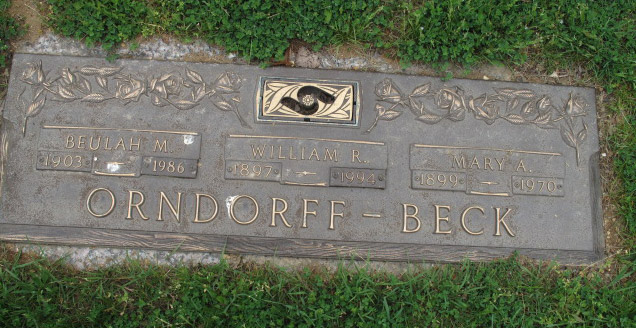 BEULAH M. WILLIAM R. MARY A.
1903 1986 1897 1994 1899 1970
ORNDORFF - BECK